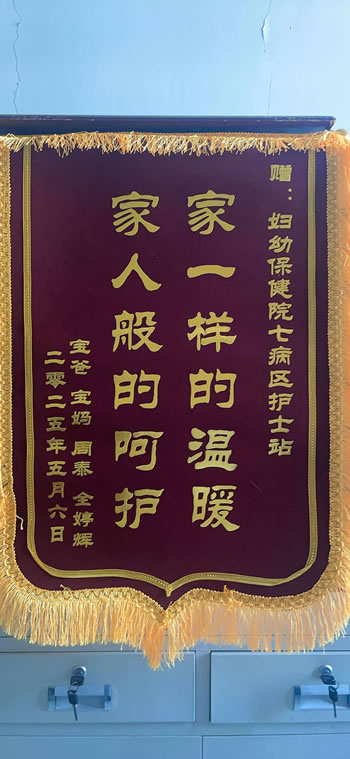 赠：妇幼保健院七病区护士站
家一样的温暖
家人般的呵护
宝爸 宝妈 周泰 全婷辉
二零二五年五月六日